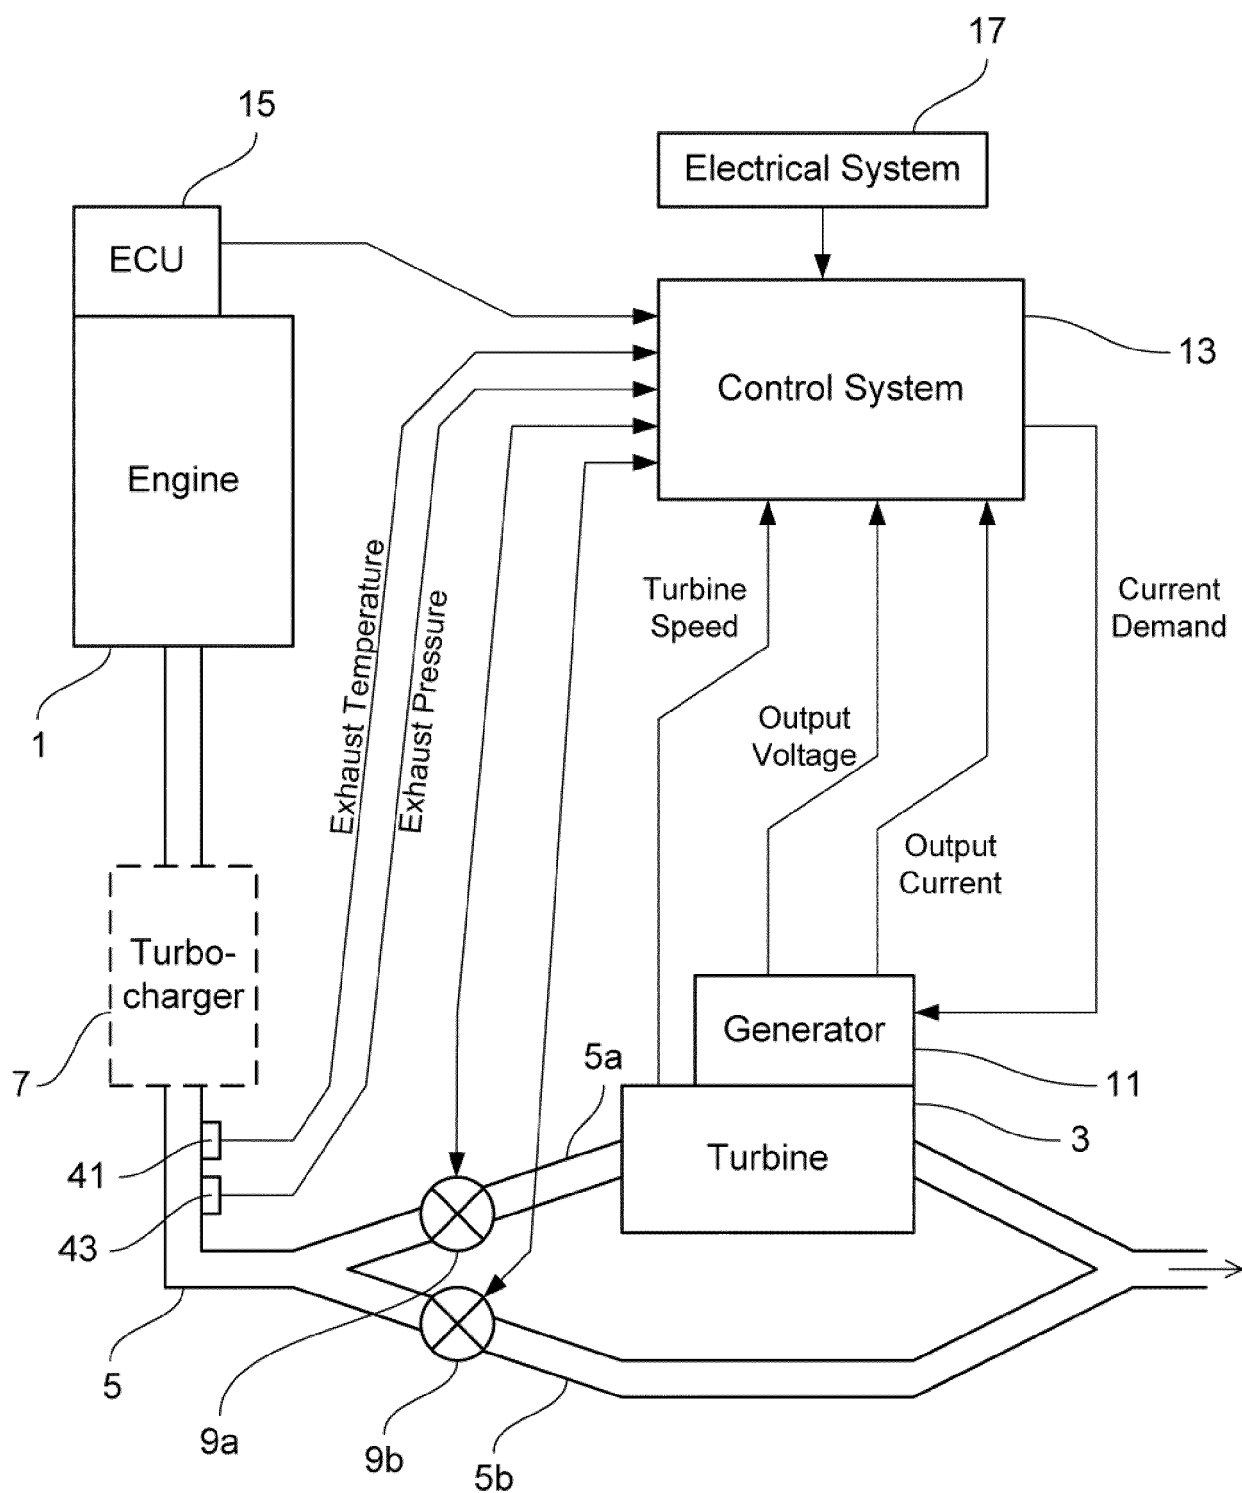 17
15
Electrical System
ECU
13
Control System
Engine
Exhaust Temperature
Exhaust Pressure
Turbine
Speed
Current
Demand
1
Output
Voltage
Output
Current
Turbo-
charger
7
Generator
5a
11
3
Turbine
41
43
5
9a
9b
5b